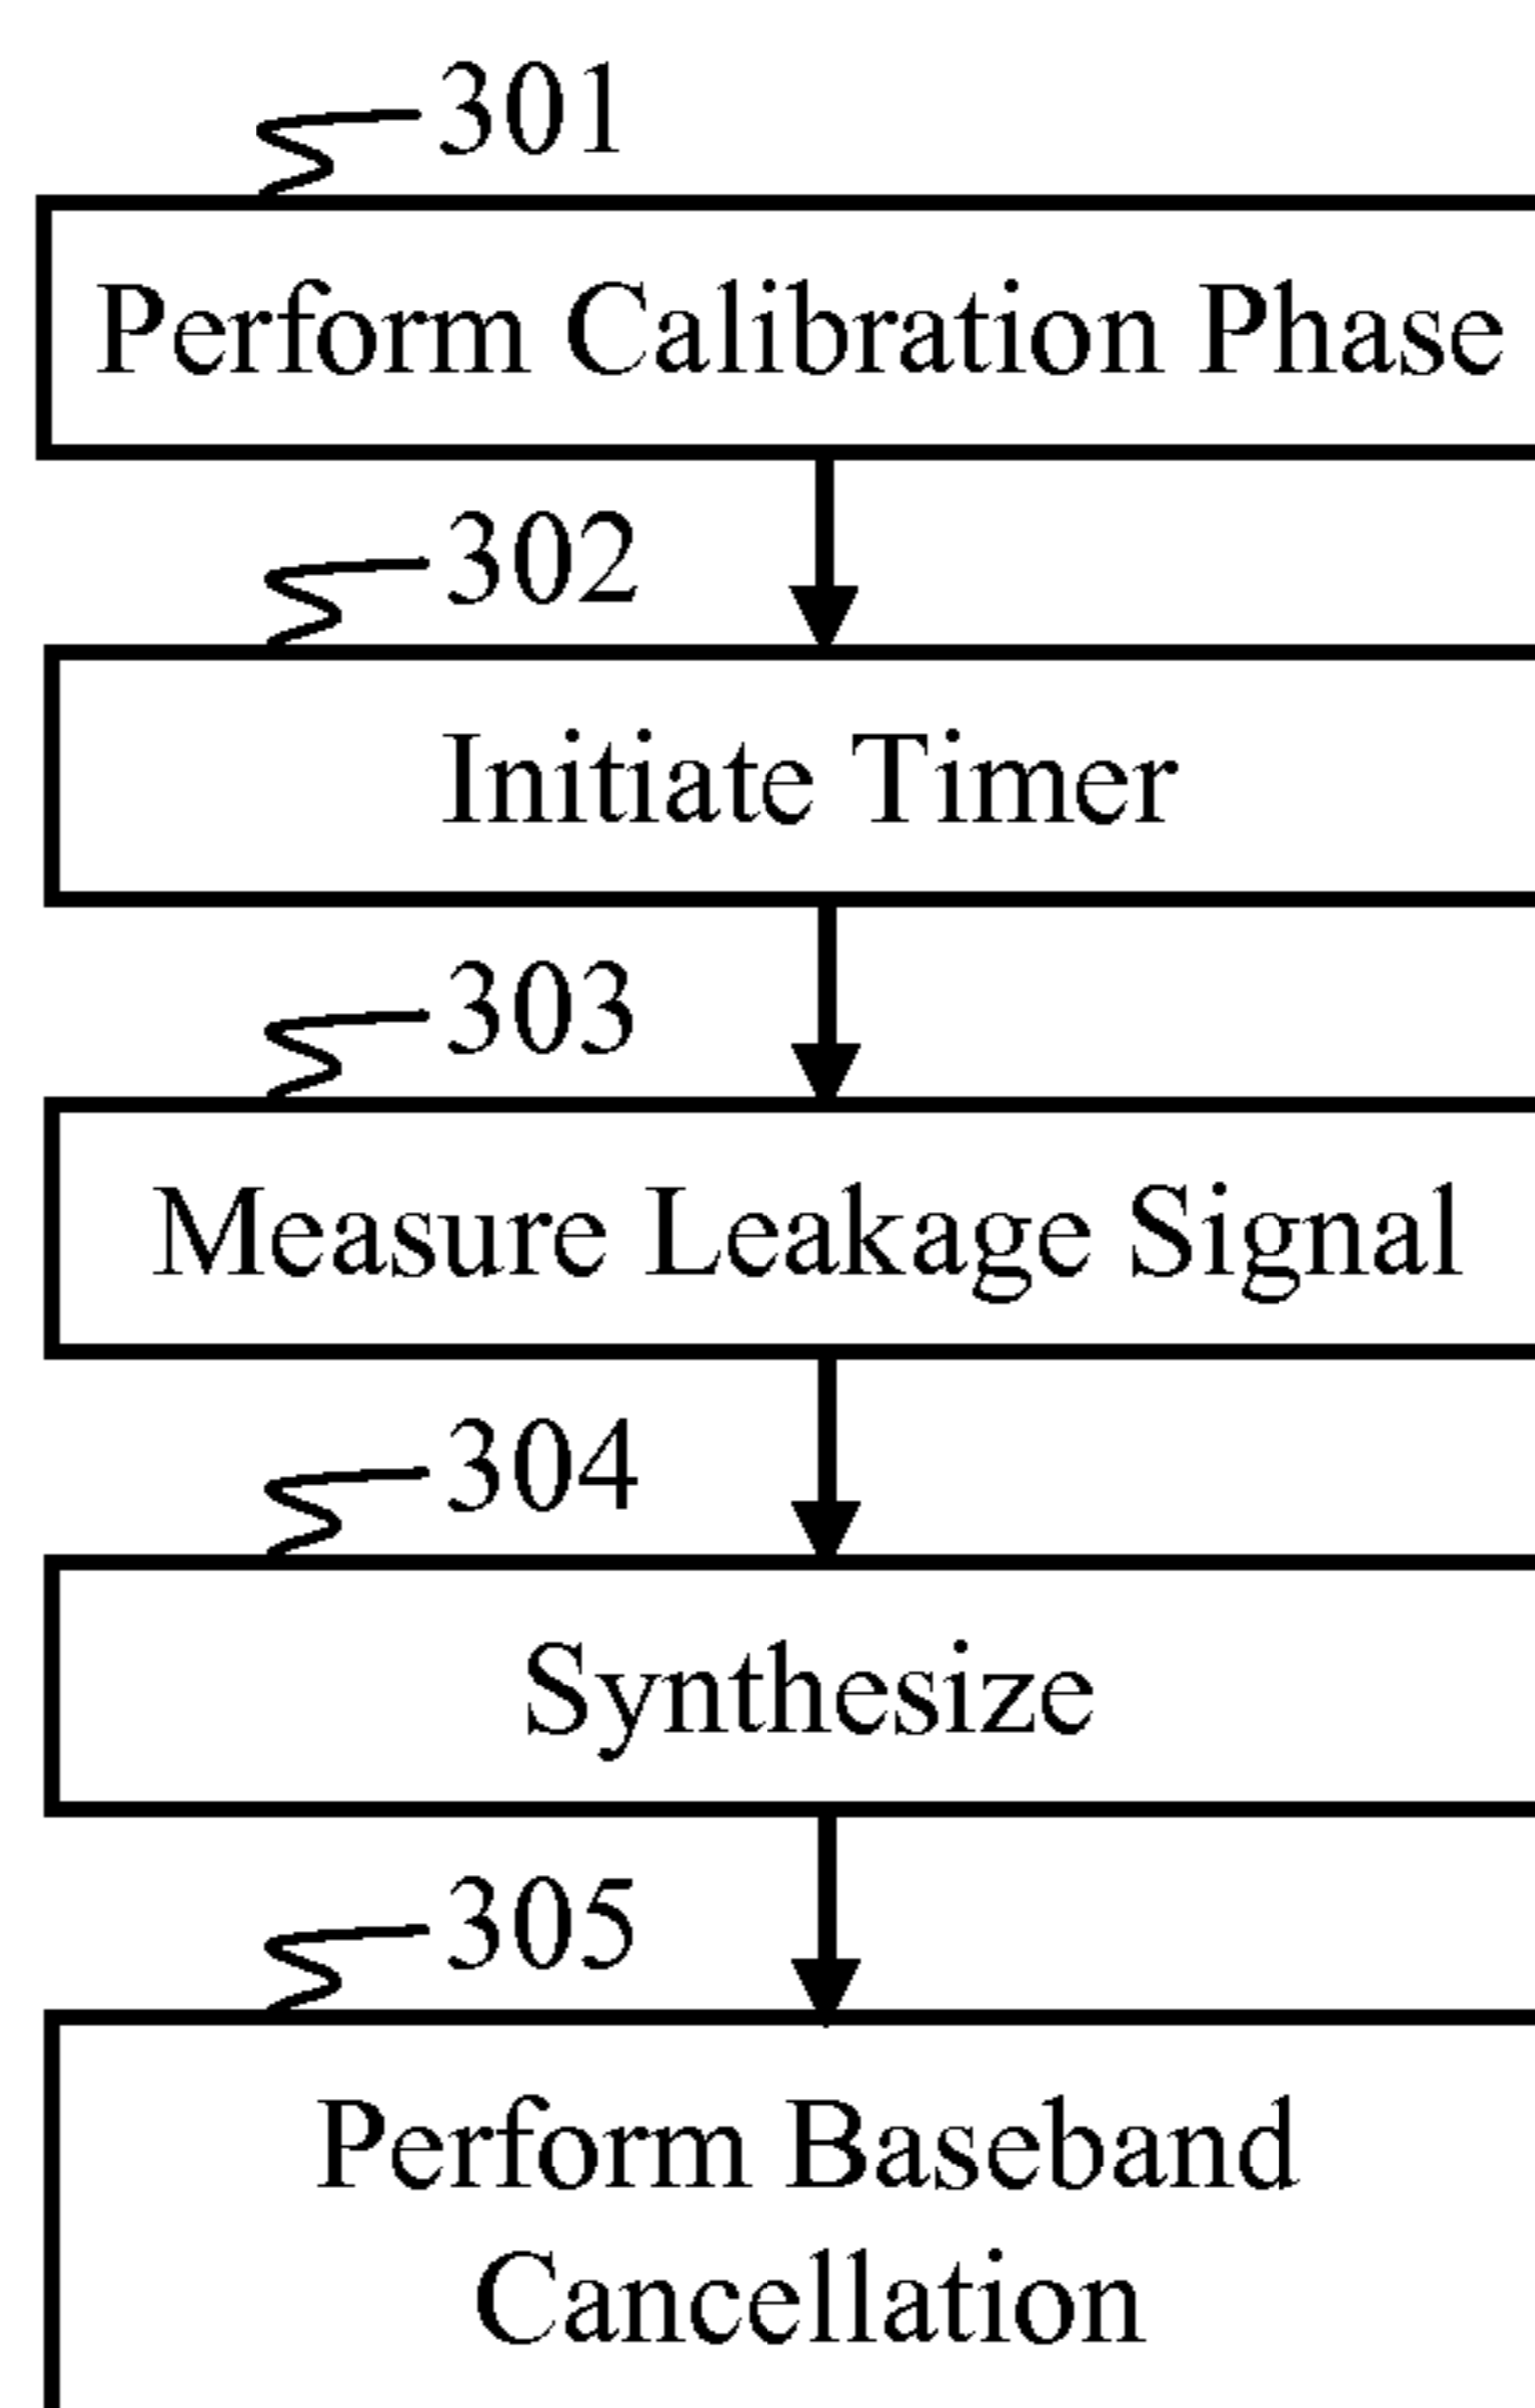 301
Perform Calibration Phase
302
Initiate Timer
303
Measure Leakage Signal
304
Synthesize
305
Perform Baseband
Cancellation